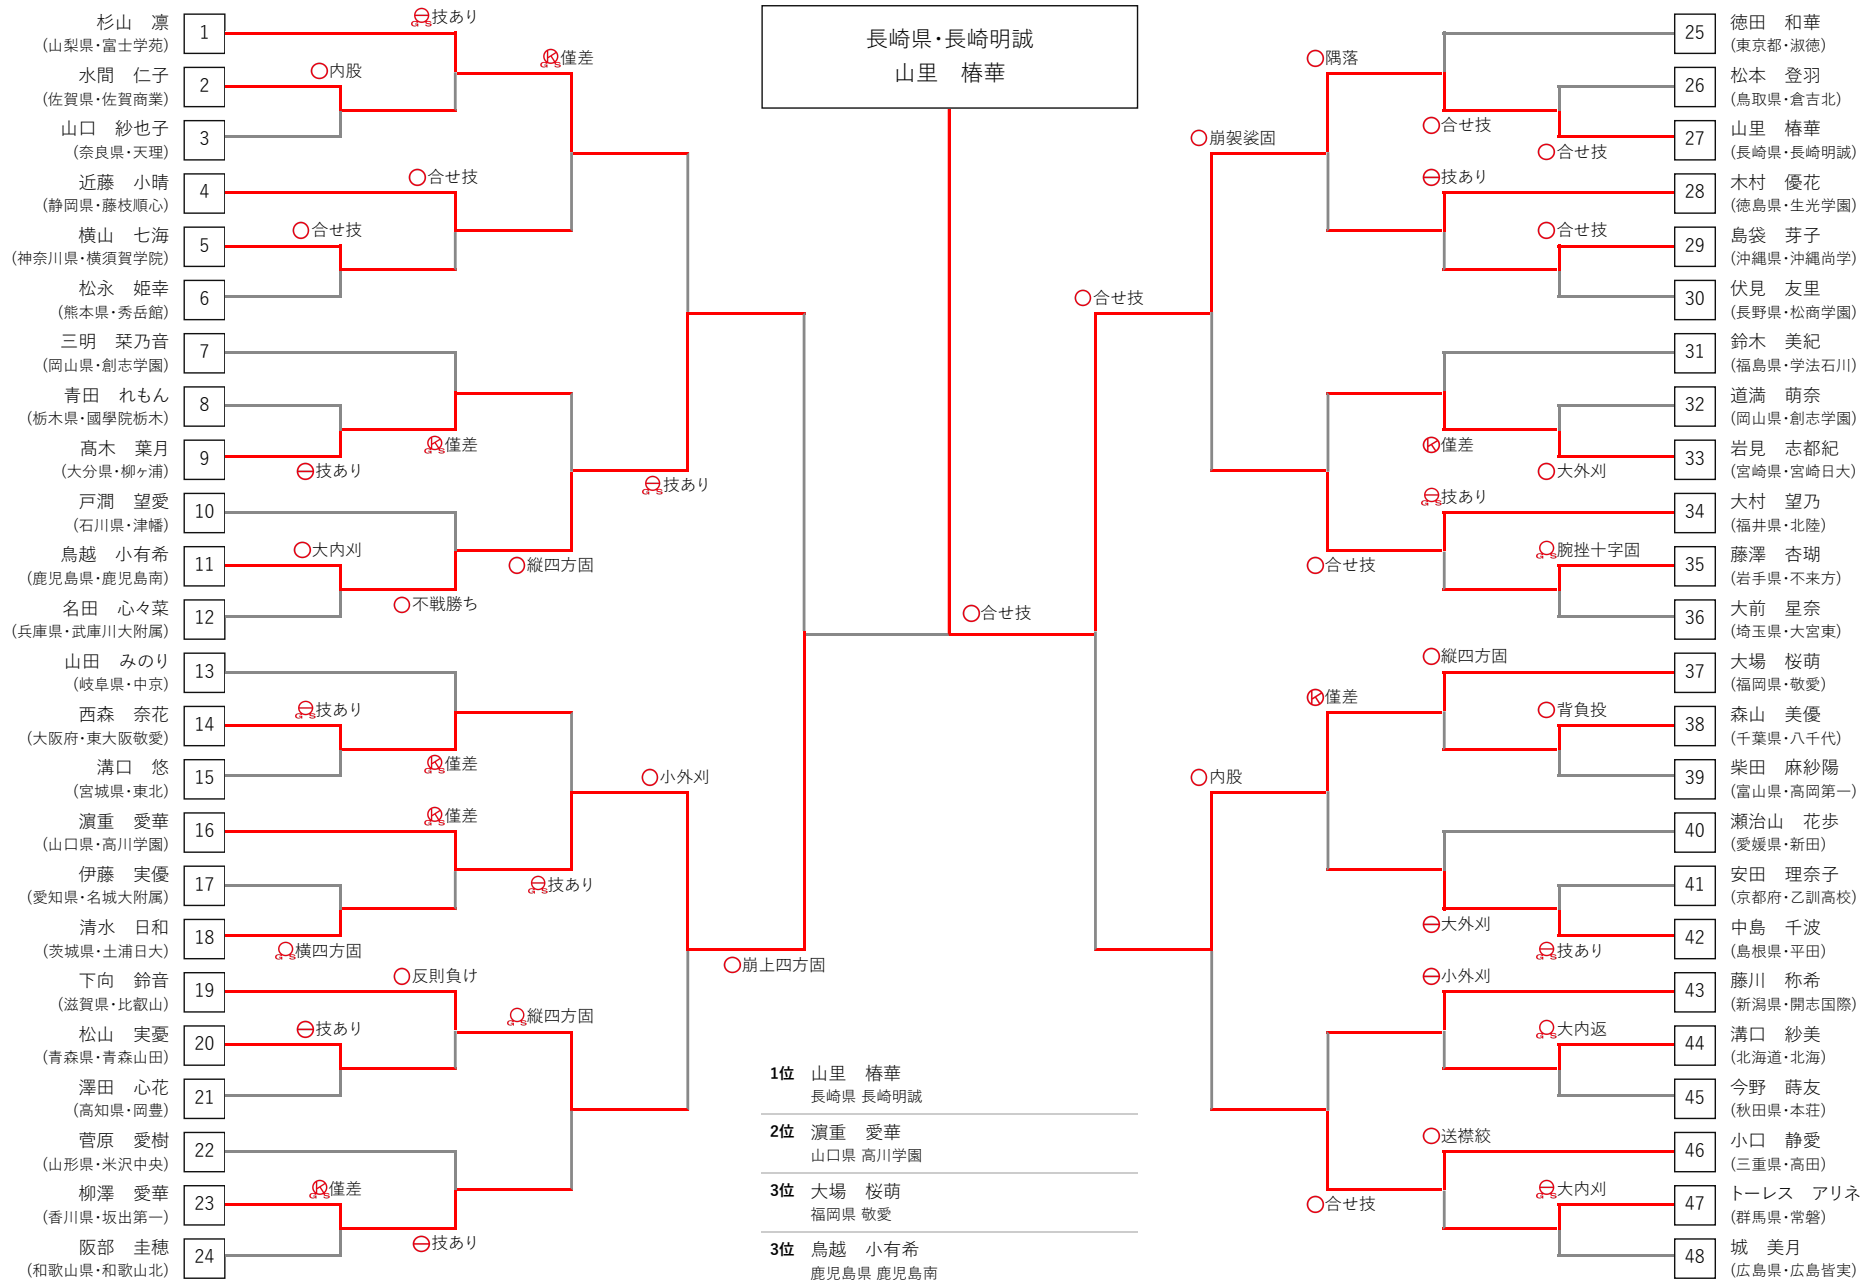 長崎県・長崎明誠
山里 椿華
杉山 凛
(山梨県・富士学苑)
1
技あり
水間 仁子
(佐賀県・佐賀商業)
2
内股
山口 紗也子
(奈良県・天理)
3
僅差
近藤 小晴
(静岡県・藤枝順心)
4
合せ技
横山 七海
(神奈川県・横須賀学院)
5
合せ技
松永 姫幸
(熊本県・秀岳館)
6
三明 栞乃音
(岡山県・創志学園)
7
青田 れもん
(栃木県・國學院栃木)
8
僅差
髙木 葉月
(大分県・柳ヶ浦)
9
技あり
技あり
戸澗 望愛
(石川県・津幡)
10
鳥越 小有希
(鹿児島県・鹿児島南)
11
大内刈
縦四方固
名田 心々菜
(兵庫県・武庫川大附属)
12
不戦勝ち
山田 みのり
(岐阜県・中京)
13
西森 奈花
(大阪府・東大阪敬愛)
14
技あり
溝口 悠
(宮城県・東北)
15
僅差
小外刈
濵重 愛華
(山口県・高川学園)
16
僅差
伊藤 実優
(愛知県・名城大附属)
17
技あり
清水 日和
(茨城県・土浦日大)
18
横四方固
崩上四方固
下向 鈴音
(滋賀県・比叡山)
19
反則負け
松山 実憂
(青森県・青森山田)
20
技あり
縦四方固
澤田 心花
(高知県・岡豊)
21
菅原 愛樹
(山形県・米沢中央)
22
柳澤 愛華
(香川県・坂出第一)
23
僅差
阪部 圭穂
(和歌山県・和歌山北)
24
技あり
合せ技
徳田 和華
(東京都・淑徳)
25
隅落
松本 登羽
(鳥取県・倉吉北)
26
合せ技
山里 椿華
(長崎県・長崎明誠)
27
合せ技
崩袈裟固
木村 優花
(徳島県・生光学園)
28
技あり
島袋 芽子
(沖縄県・沖縄尚学)
29
合せ技
伏見 友里
(長野県・松商学園)
30
合せ技
鈴木 美紀
(福島県・学法石川)
31
道満 萌奈
(岡山県・創志学園)
32
僅差
岩見 志都紀
(宮崎県・宮崎日大)
33
大外刈
大村 望乃
(福井県・北陸)
34
技あり
藤澤 杏瑚
(岩手県・不来方)
35
腕挫十字固
合せ技
大前 星奈
(埼玉県・大宮東)
36
大場 桜萌
(福岡県・敬愛)
37
縦四方固
森山 美優
(千葉県・八千代)
38
背負投
僅差
柴田 麻紗陽
(富山県・高岡第一)
39
内股
瀬治山 花歩
(愛媛県・新田)
40
安田 理奈子
(京都府・乙訓高校)
41
大外刈
中島 千波
(島根県・平田)
42
技あり
藤川 称希
(新潟県・開志国際)
43
小外刈
溝口 紗美
(北海道・北海)
44
大内返
今野 蒔友
(秋田県・本荘)
45
小口 静愛
(三重県・高田)
46
送襟絞
トーレス アリネ
(群馬県・常磐)
47
大内刈
合せ技
城 美月
(広島県・広島皆実)
48
1位 山里 椿華
長崎県 長崎明誠
2位 濵重 愛華
山口県 高川学園
3位 大場 桜萌
福岡県 敬愛
3位 鳥越 小有希
鹿児島県 鹿児島南